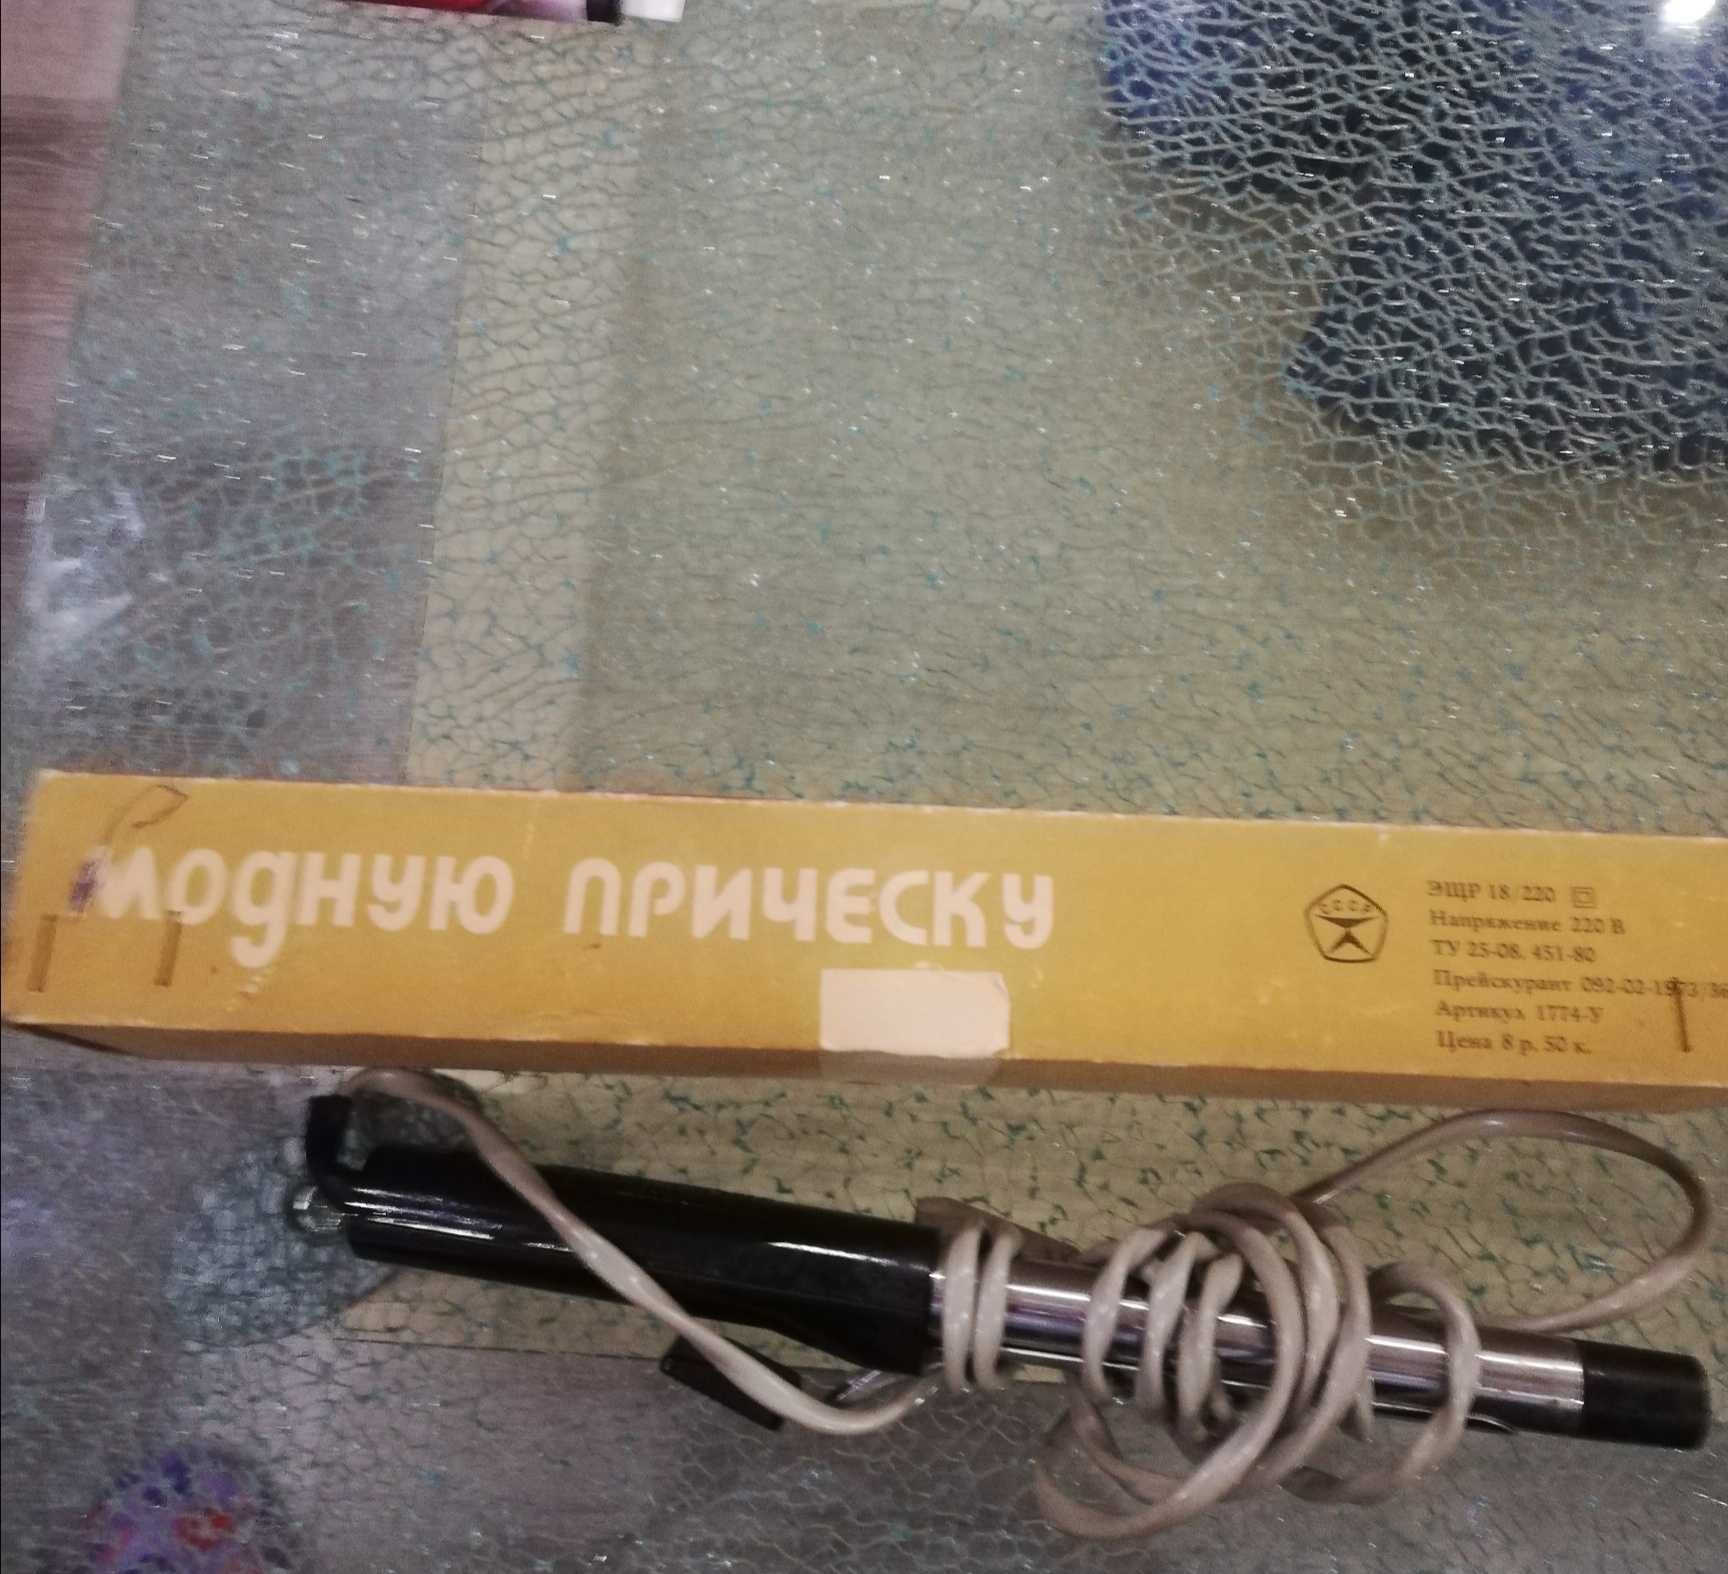 модную прическу
СССР
ЭЩР 18/220
Напряжение 220 В
ТУ 25-08. 451-80
Прейскурант 092-02-1973/36
Артикул 1774-У
Цена 8 р. 50 к.